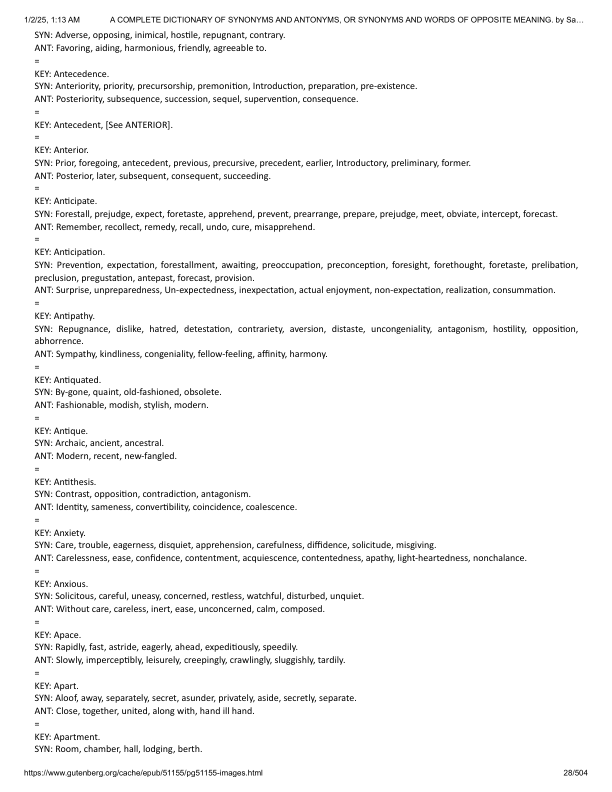 1/2/25, 1:13 AM A COMPLETE DICTIONARY OF SYNONYMS AND ANTONYMS, OR SYNONYMS AND WORDS OF OPPOSITE MEANING. by Sa…
SYN: Adverse, opposing, inimical, hostile, repugnant, contrary.
ANT: Favoring, aiding, harmonious, friendly, agreeable to.
=
KEY: Antecedence.
SYN: Anteriority, priority, precursorship, premonition, Introduction, preparation, pre-existence.
ANT: Posteriority, subsequence, succession, sequel, supervention, consequence.
=
KEY: Antecedent, [See ANTERIOR].
=
KEY: Anterior.
SYN: Prior, foregoing, antecedent, previous, precursive, precedent, earlier, Introductory, preliminary, former.
ANT: Posterior, later, subsequent, consequent, succeeding.
=
KEY: Anticipate.
SYN: Forestall, prejudge, expect, foretaste, apprehend, prevent, prearrange, prepare, prejudge, meet, obviate, intercept, forecast.
ANT: Remember, recollect, remedy, recall, undo, cure, misapprehend.
=
KEY: Anticipation.
SYN: Prevention, expectation, forestallment, awaiting, preoccupation, preconception, foresight, forethought, foretaste, prelibation,
preclusion, pregustation, antepast, forecast, provision.
ANT: Surprise, unpreparedness, Un-expectedness, inexpectation, actual enjoyment, non-expectation, realization, consummation.
=
KEY: Antipathy.
SYN: Repugnance, dislike, hatred, detestation, contrariety, aversion, distaste, uncongeniality, antagonism, hostility, opposition,
abhorrence.
ANT: Sympathy, kindliness, congeniality, fellow-feeling, affinity, harmony.
=
KEY: Antiquated.
SYN: By-gone, quaint, old-fashioned, obsolete.
ANT: Fashionable, modish, stylish, modern.
=
KEY: Antique.
SYN: Archaic, ancient, ancestral.
ANT: Modern, recent, new-fangled.
=
KEY: Antithesis.
SYN: Contrast, opposition, contradiction, antagonism.
ANT: Identity, sameness, convertibility, coincidence, coalescence.
=
KEY: Anxiety.
SYN: Care, trouble, eagerness, disquiet, apprehension, carefulness, diffidence, solicitude, misgiving.
ANT: Carelessness, ease, confidence, contentment, acquiescence, contentedness, apathy, light-heartedness, nonchalance.
=
KEY: Anxious.
SYN: Solicitous, careful, uneasy, concerned, restless, watchful, disturbed, unquiet.
ANT: Without care, careless, inert, ease, unconcerned, calm, composed.
=
KEY: Apace.
SYN: Rapidly, fast, astride, eagerly, ahead, expeditiously, speedily.
ANT: Slowly, imperceptibly, leisurely, creepingly, crawlingly, sluggishly, tardily.
=
KEY: Apart.
SYN: Aloof, away, separately, secret, asunder, privately, aside, secretly, separate.
ANT: Close, together, united, along with, hand ill hand.
=
KEY: Apartment.
SYN: Room, chamber, hall, lodging, berth.
https://www.gutenberg.org/cache/epub/51155/pg51155-images.html 28/504